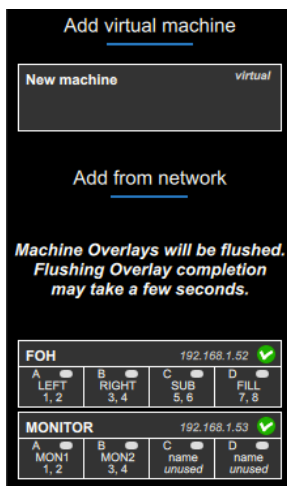 Add virtual machine
New machine virtual
Add from network
Machine Overlays will be flushed.
Flushing Overlay completion
may take a few seconds.
FOH 192.168.1.52
A B C D
LEFT RIGHT SUB FILL
1, 2 3, 4 5, 6 7, 8
MONITOR 192.168.1.53
A B C D
MON1 MON2 name name
1, 2 3, 4 unused unused